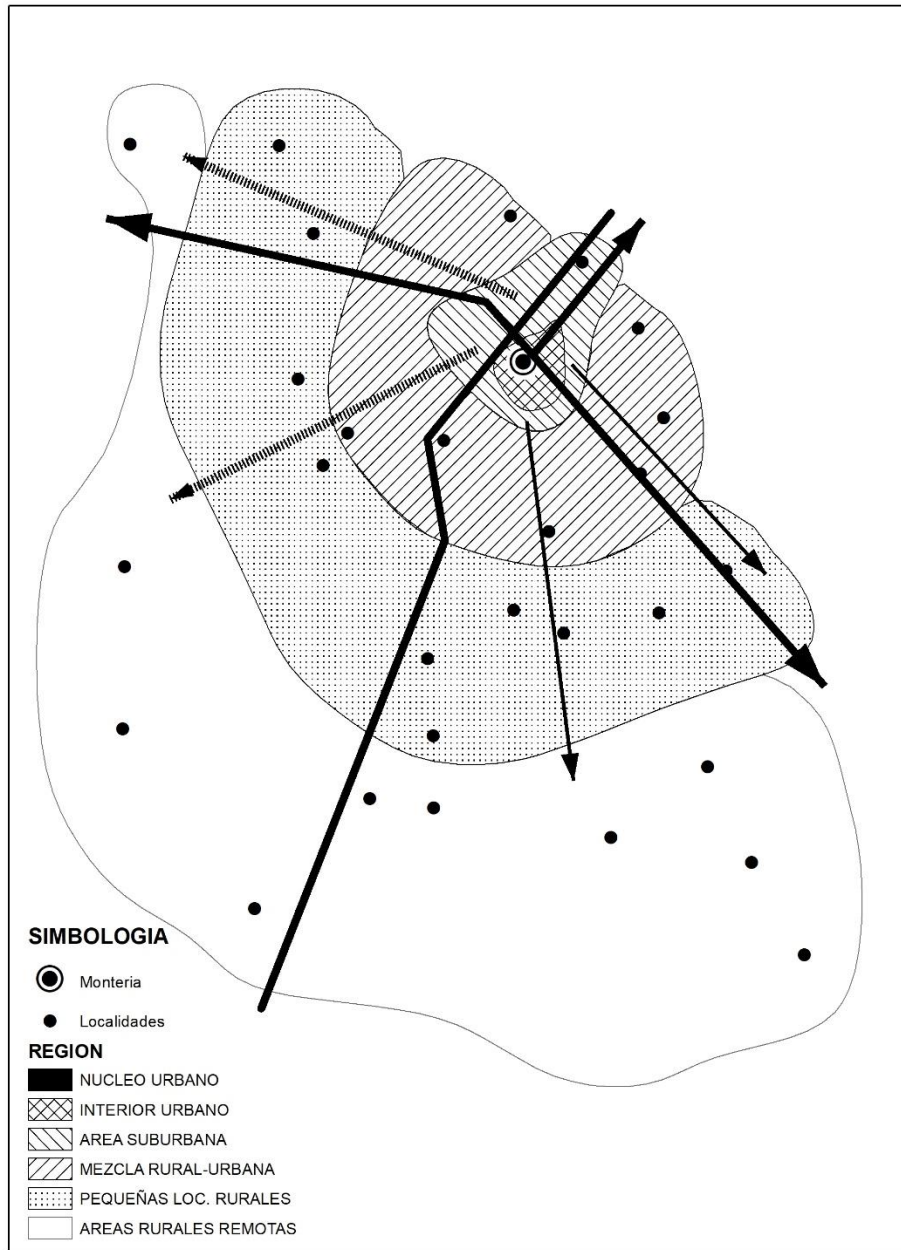 SIMBOLOGIA
Monteria
Localidades
REGION
NUCLEO URBANO
INTERIOR URBANO
AREA SUBURBANA
MEZCLA RURAL-URBANA
PEQUEÑAS LOC. RURALES
AREAS RURALES REMOTAS